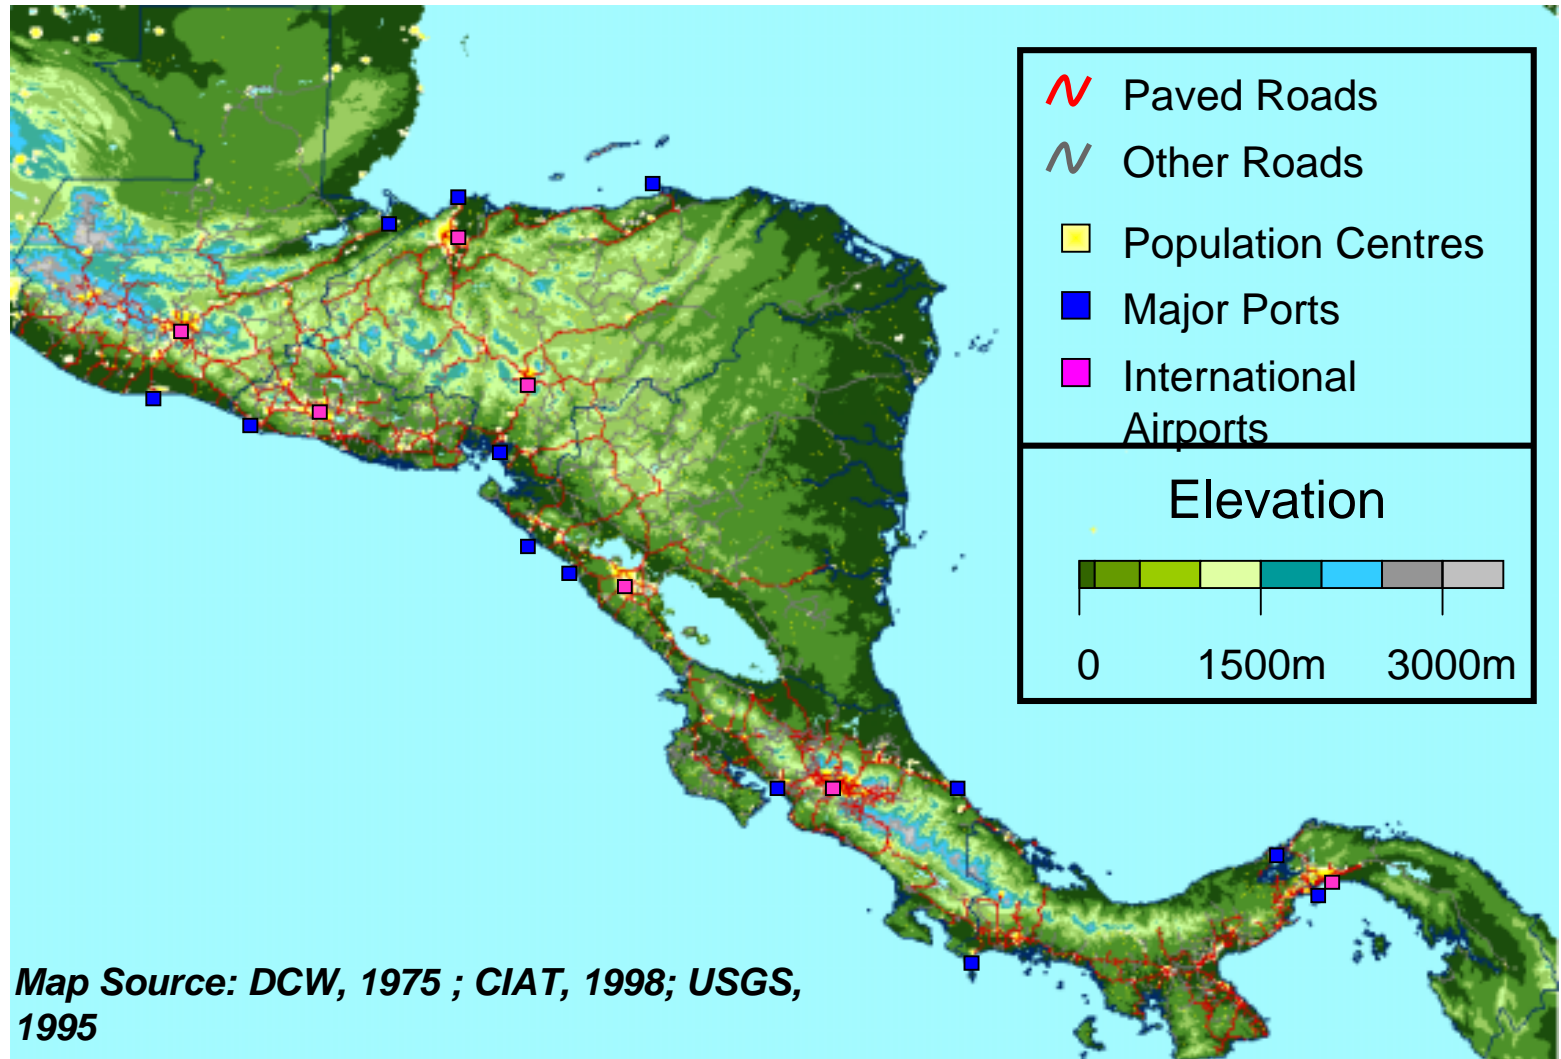 Paved Roads
Other Roads
Population Centres
Major Ports
International
Airports
Elevation
0 1500m 3000m
Map Source: DCW, 1975 ; CIAT, 1998; USGS,
1995